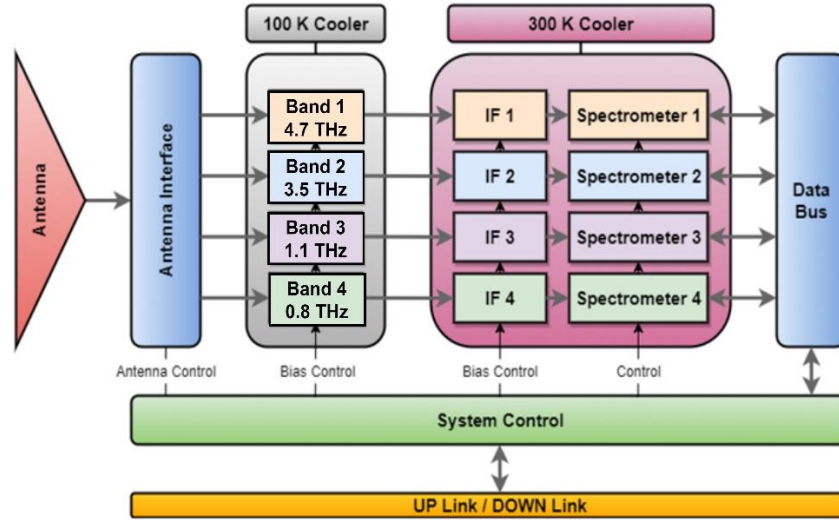 100 K Cooler
300 K Cooler
Antenna
Antenna Interface
Band 1
4.7 THz
IF 1
Spectrometer 1
Band 2
3.5 THz
IF 2
Spectrometer 2
Data
Bus
Band 3
1.1 THz
IF 3
Spectrometer 3
Band 4
0.8 THz
IF 4
Spectrometer 4
Antenna Control
Bias Control
Bias Control
Control
System Control
UP Link / DOWN Link